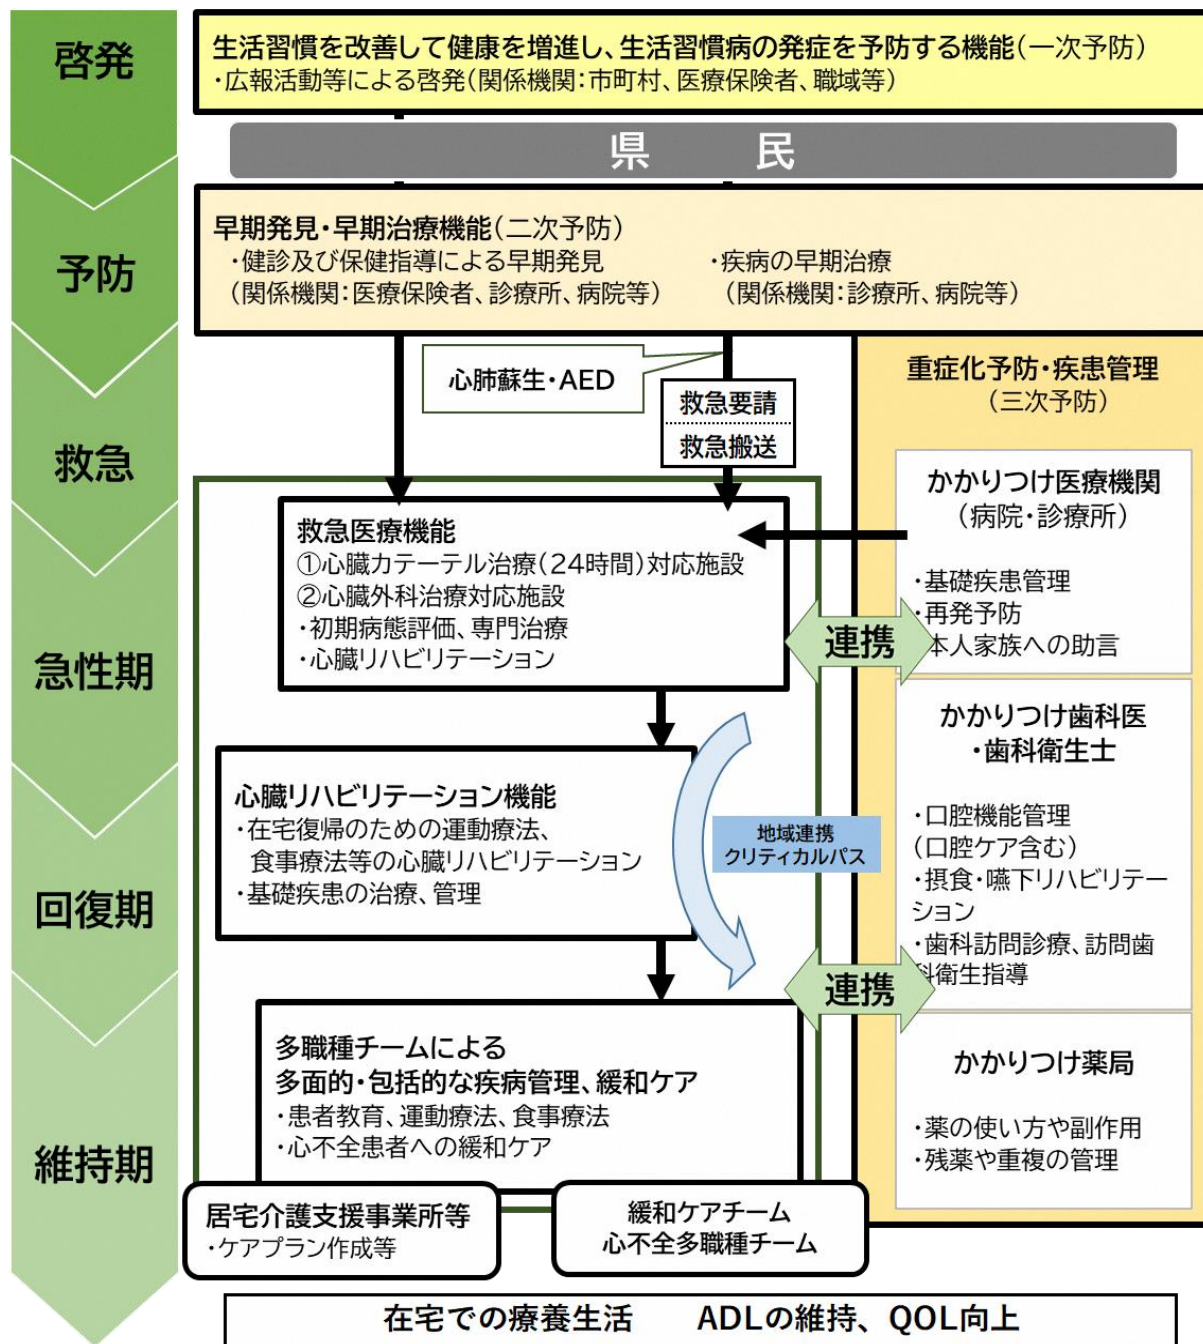 啓発
生活習慣を改善して健康を増進し、生活習慣病の発症を予防する機能(一次予防)
・広報活動等による啓発(関係機関:市町村、医療保険者、職域等)
県 民
予防
早期発見・早期治療機能(二次予防)
・健診及び保健指導による早期発見
(関係機関:医療保険者、診療所、病院等)
・疾病の早期治療
(関係機関:診療所、病院等)
救急
心肺蘇生・AED
救急要請
救急搬送
急性期
救急医療機能
①心臓カテーテル治療(24時間)対応施設
②心臓外科治療対応施設
・初期病態評価、専門治療
・心臓リハビリテーション
連携
回復期
心臓リハビリテーション機能
・在宅復帰のための運動療法、
食事療法等の心臓リハビリテーション
・基礎疾患の治療、管理
地域連携
クリティカルパス
連携
維持期
多職種チームによる
多面的・包括的な疾病管理、緩和ケア
・患者教育、運動療法、食事療法
・心不全患者への緩和ケア
居宅介護支援事業所等
・ケアプラン作成等
緩和ケアチーム
心不全多職種チーム
重症化予防・疾患管理
(三次予防)
かかりつけ医療機関
(病院・診療所)
・基礎疾患管理
・再発予防
本人家族への助言
かかりつけ歯科医
・歯科衛生士
・口腔機能管理
(口腔ケア含む)
・摂食・嚥下リハビリテー
ション
・歯科訪問診療、訪問歯
科衛生指導
かかりつけ薬局
・薬の使い方や副作用
・残薬や重複の管理
在宅での療養生活 ADLの維持、QOL向上